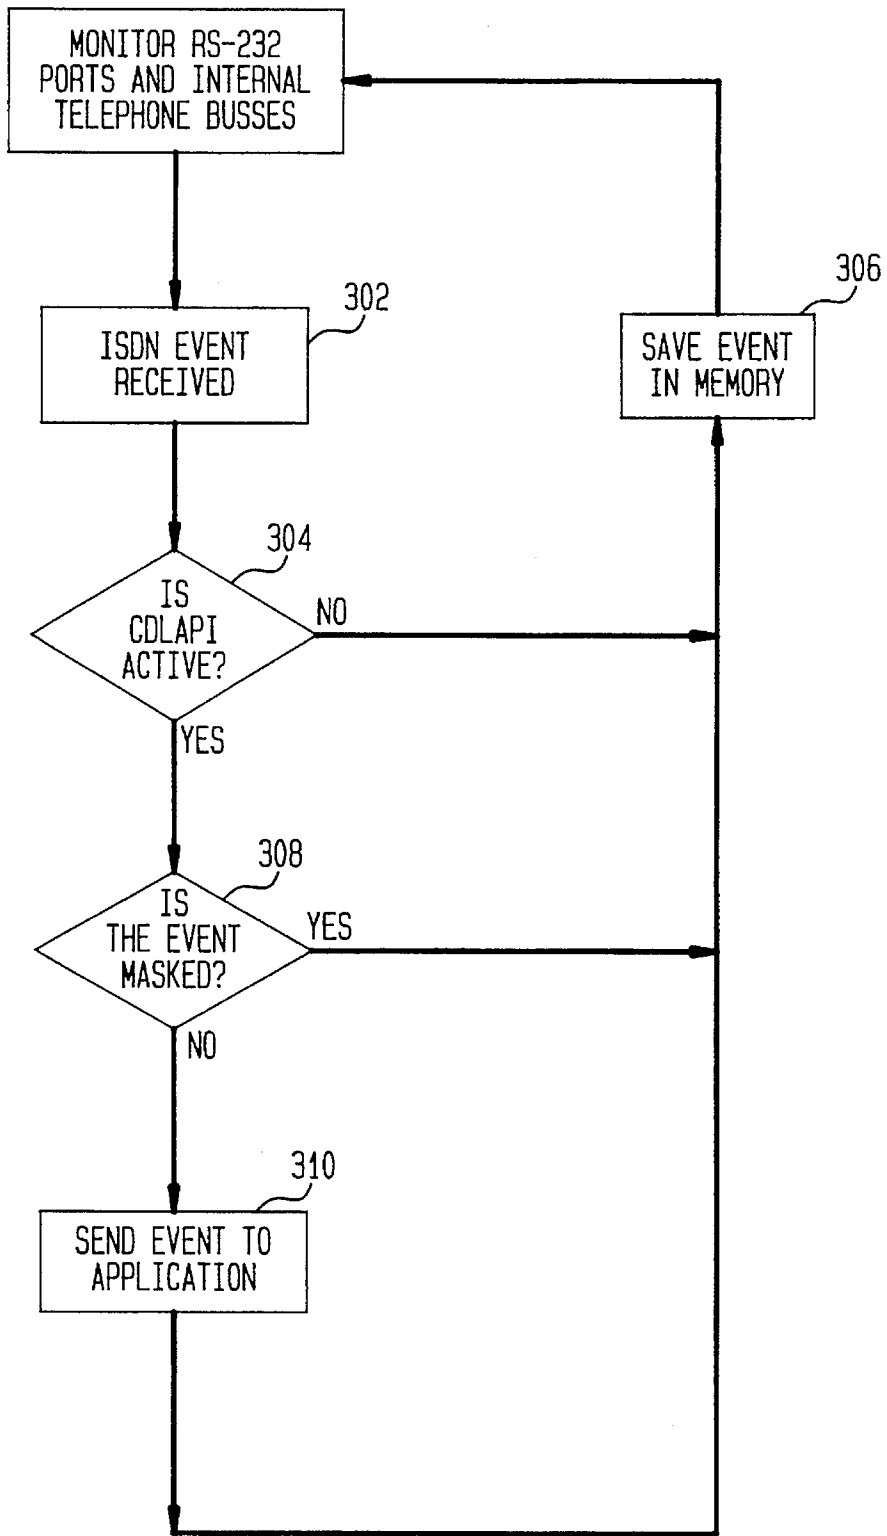 MONITOR RS-232
PORTS AND INTERNAL
TELEPHONE BUSSES
302
ISDN EVENT
RECEIVED
306
SAVE EVENT
IN MEMORY
304
IS
CDLAPI
ACTIVE?
NO
YES
308
IS
THE EVENT
MASKED?
YES
NO
310
SEND EVENT TO
APPLICATION